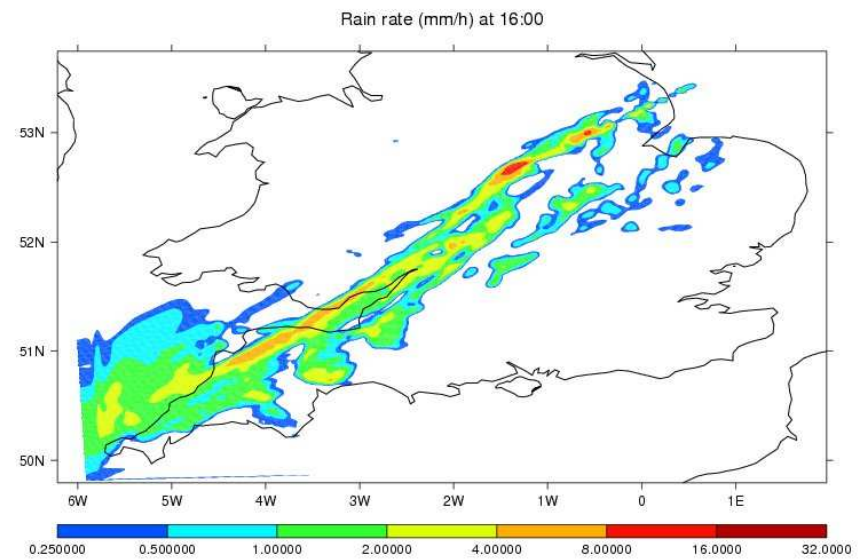 Rain rate (mm/h) at 16:00
53N
52N
51N
50N
6W 5W 4W 3W 2W 1W 0 1E
0.250000 0.500000 1.00000 2.00000 4.00000 8.00000 16.0000 32.0000